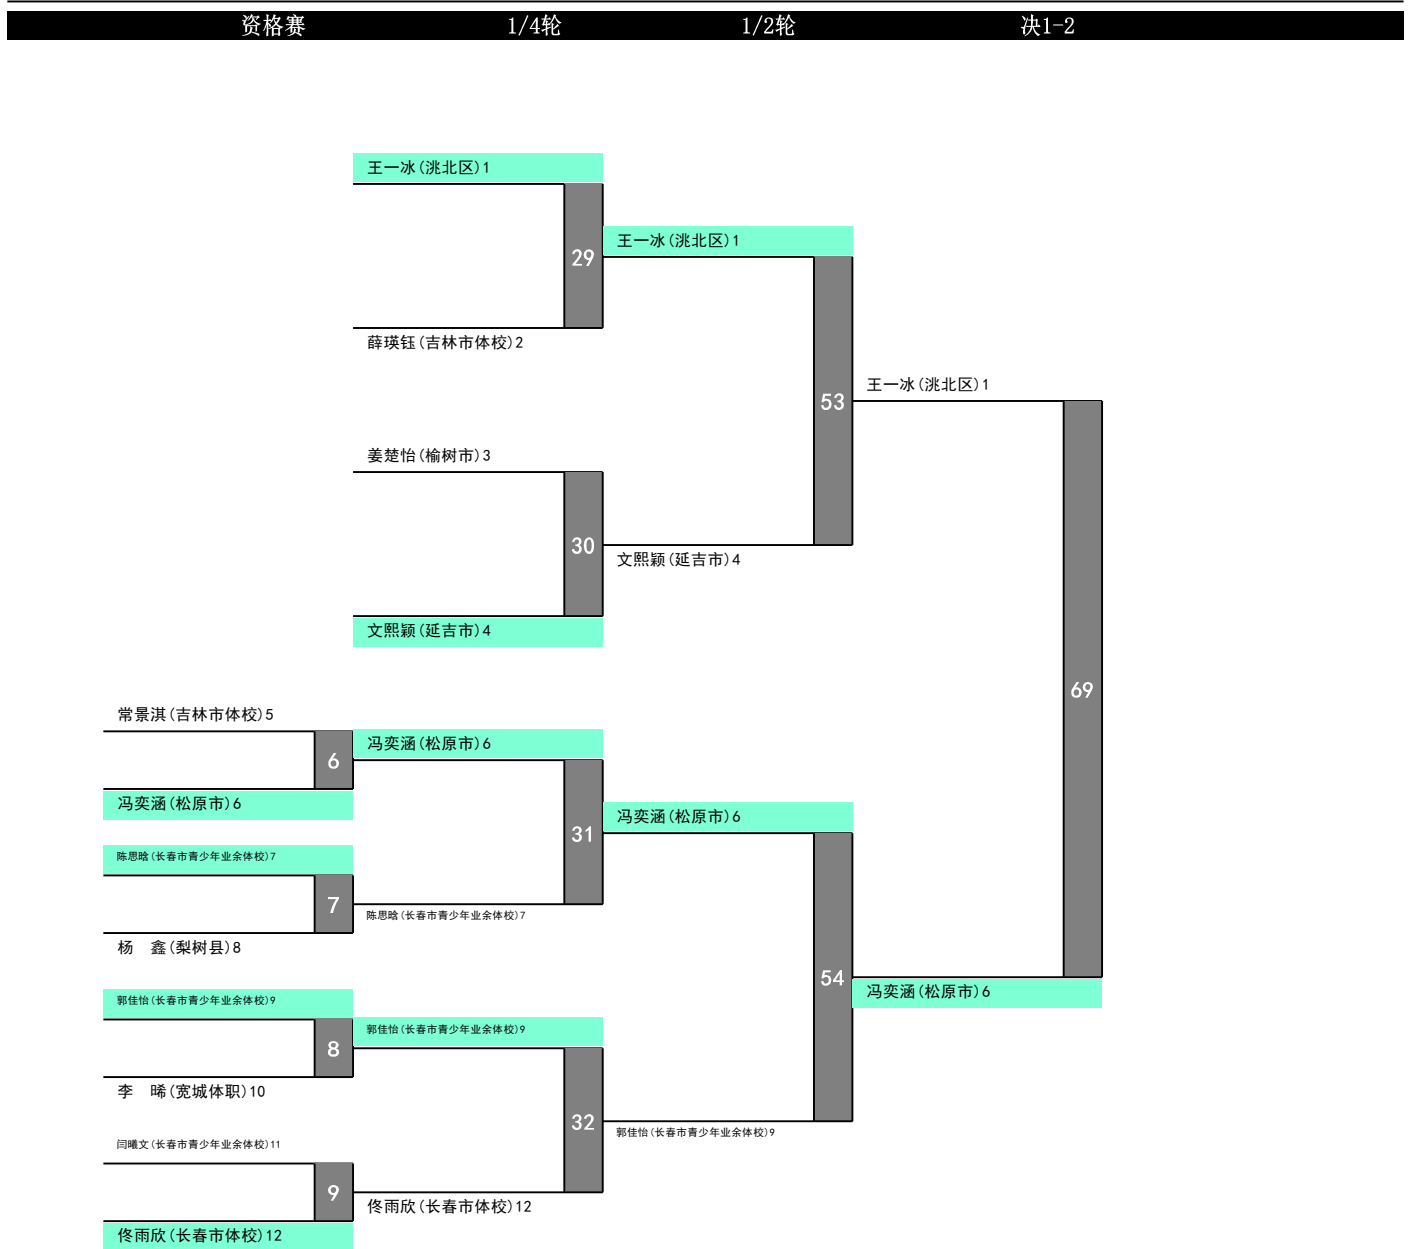 资格赛 1/4轮 1/2轮 决1-2
王一冰(洮北区)1
王一冰(洮北区)1
29
薛瑛钰(吉林市体校)2
王一冰(洮北区)1
53
姜楚怡(榆树市)3
30
文熙颖(延吉市)4
文熙颖(延吉市)4
69
常景淇(吉林市体校)5
冯奕涵(松原市)6
6
冯奕涵(松原市)6
冯奕涵(松原市)6
31
陈思晗(长春市青少年业余体校)7
7
陈思晗(长春市青少年业余体校)7
杨　鑫(梨树县)8
54
冯奕涵(松原市)6
郭佳怡(长春市青少年业余体校)9
郭佳怡(长春市青少年业余体校)9
8
李　晞(宽城体职)10
32
郭佳怡(长春市青少年业余体校)9
闫曦文(长春市青少年业余体校)11
9
佟雨欣(长春市体校)12
佟雨欣(长春市体校)12